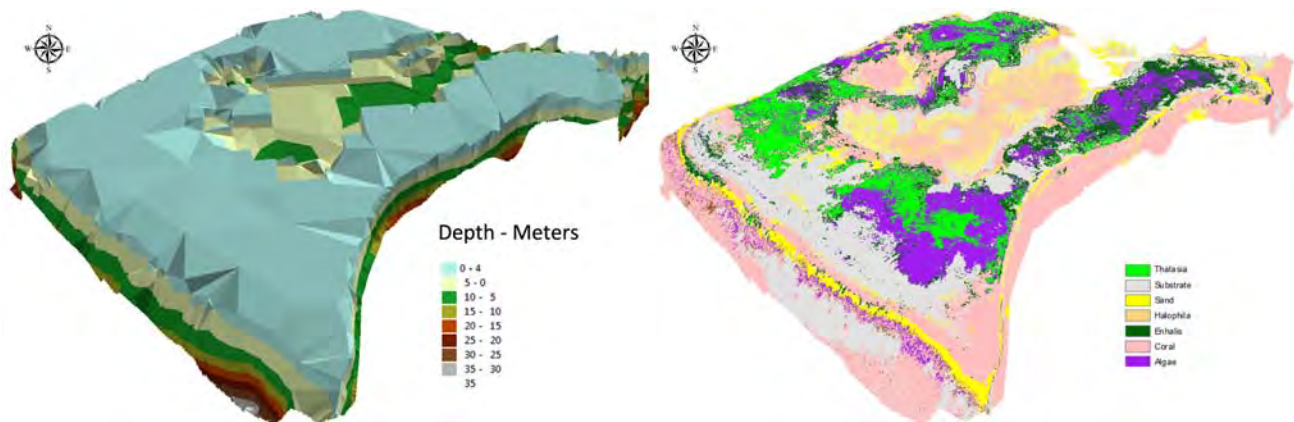 N
W E
S
Depth - Meters
0 - 4
5 - 0
10 - 5
15 - 10
20 - 15
25 - 20
30 - 25
35 - 30
35
N
W E
S
Thalasia
Substrate
Sand
Halophila
Enhalis
Coral
Algae